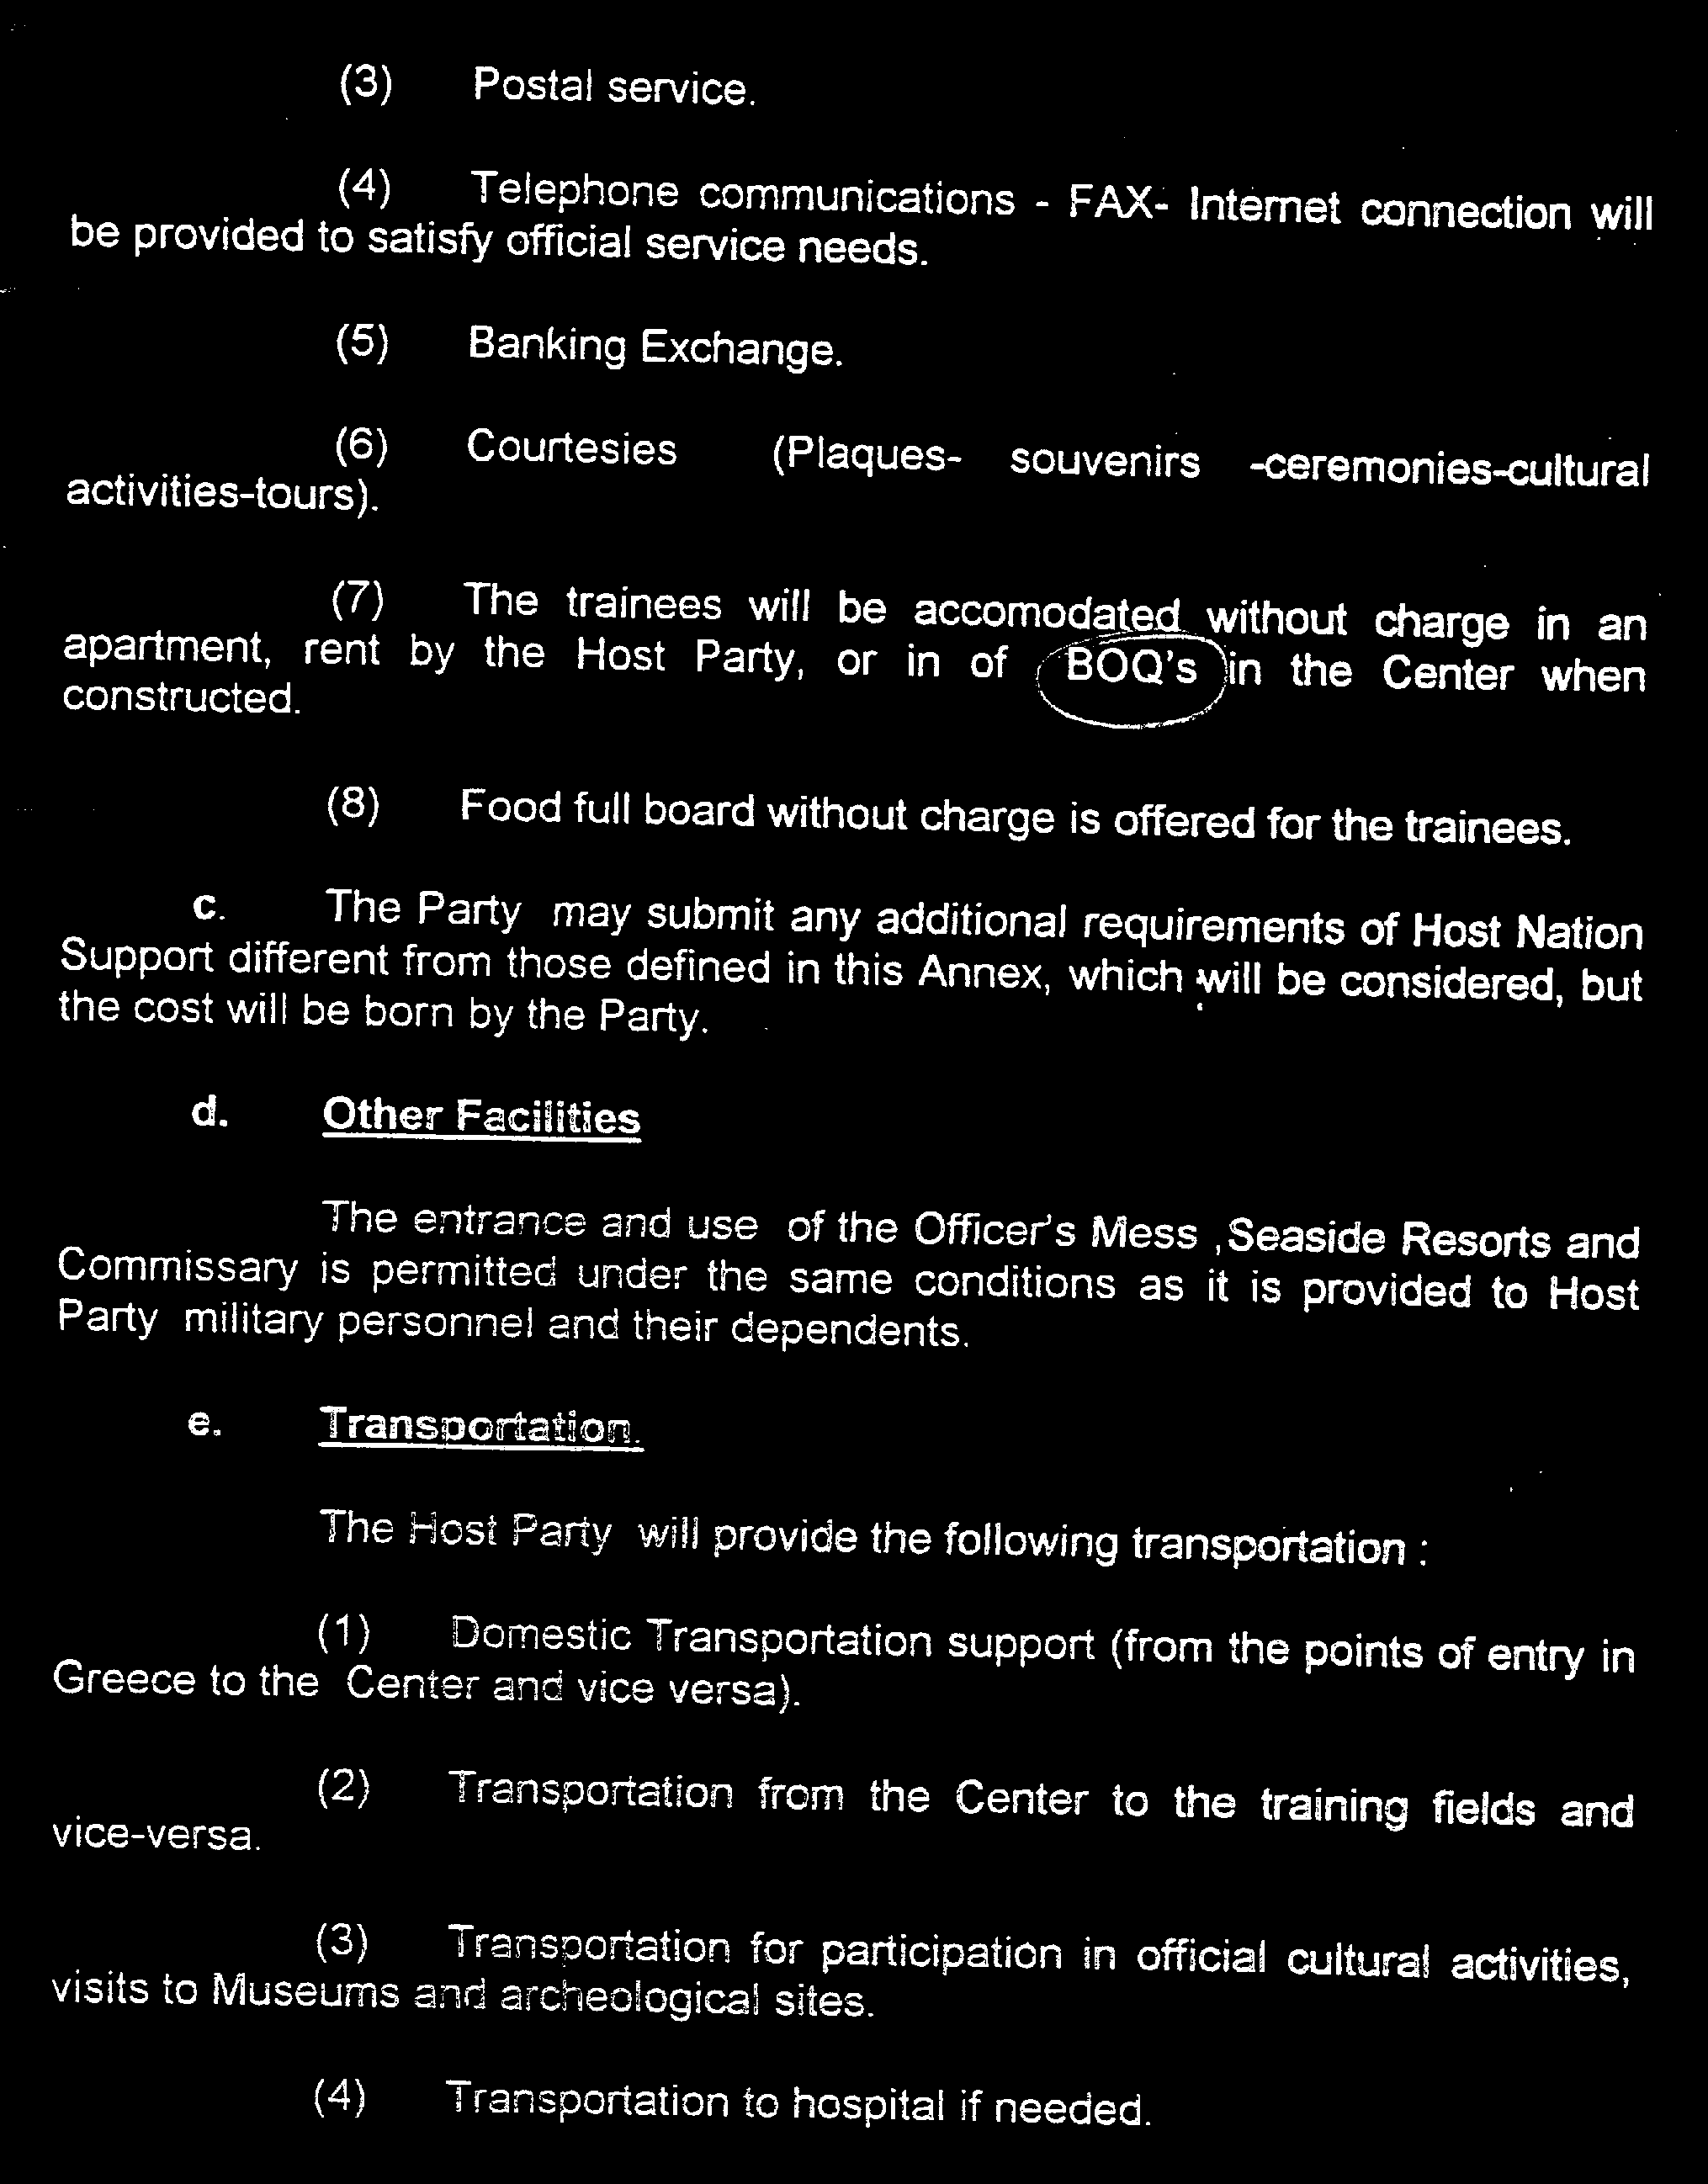 (3) Postal service.
(4) Telephone communications - FAX- Internet connection will
be provided to satisfy official service needs.
(5) Banking Exchange.
(6) Courtesies (Plaques- souvenirs -ceremonies-cultural
activities-tours).
(7) The trainees will be accomodated without charge in an
apartment, rent by the Host Party, or in of BOQ's in the Center when
constructed.
(8) Food full board without charge is offered for the trainees.
c. The Party may submit any additional requirements of Host Nation
Support different from those defined in this Annex, which will be considered, but
the cost will be born by the Party.
d. Other Facilities
The entrance and use of the Officer's Mess ,Seaside Resorts and
Commissary is permitted under the same conditions as it is provided to Host
Party military personnel and their dependents.
e. Transportation.
The Host Party will provide the following transportation :
(1) Domestic Transportation support (from the points of entry in
Greece to the Center and vice versa).
(2) Transportation from the Center to the training fields and
vice-versa.
(3) Transportation for participation in official cultural activities,
visits to Museums and archeological sites.
(4) Transportation to hospital if needed.